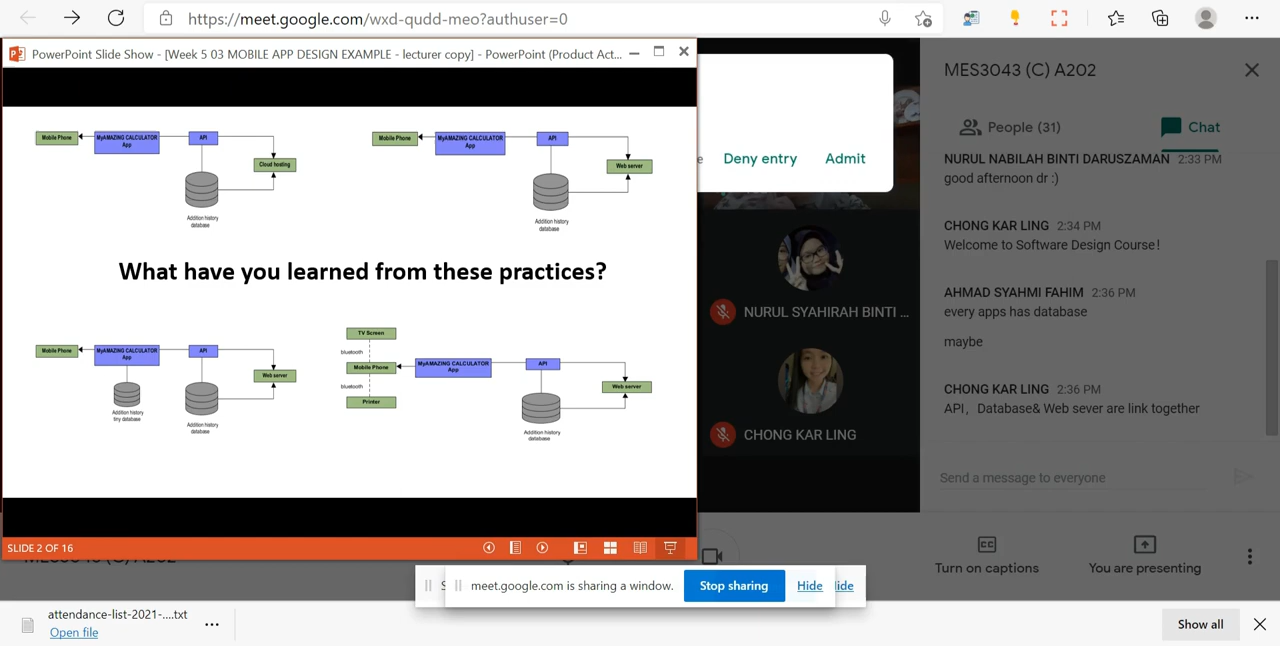 https://meet.google.com/wxd-qudd-meo?authuser=0
PowerPoint Slide Show - [Week 5 03 MOBILE APP DESIGN EXAMPLE - lecturer copy] - PowerPoint (Product Act...
Mobile Phone
MyAMAZING CALCULATOR
App
API
Cloud hosting
Addition history
database
Mobile Phone
MyAMAZING CALCULATOR
App
API
Web server
Addition history
database
What have you learned from these practices?
Mobile Phone
MyAMAZING CALCULATOR
App
API
Web server
Addition history
tiny database
Addition history
database
TV Screen
bluetooth
Mobile Phone
bluetooth
Printer
MyAMAZING CALCULATOR
App
API
Web server
Addition history
database
SLIDE 2 OF 16
e Deny entry Admit
NURUL SYAHIRAH BINTI ...
CHONG KAR LING
MES3043 (C) A202
People (31) Chat
NURUL NABILAH BINTI DARUSZAMAN 2:33 PM
good afternoon dr :)
CHONG KAR LING 2:34 PM
Welcome to Software Design Course!
AHMAD SYAHMI FAHIM 2:36 PM
every apps has database
maybe
CHONG KAR LING 2:36 PM
API，Database& Web sever are link together
Send a message to everyone
Turn on captions
You are presenting
meet.google.com is sharing a window. Stop sharing Hide
attendance-list-2021-....txt
Open file
Show all